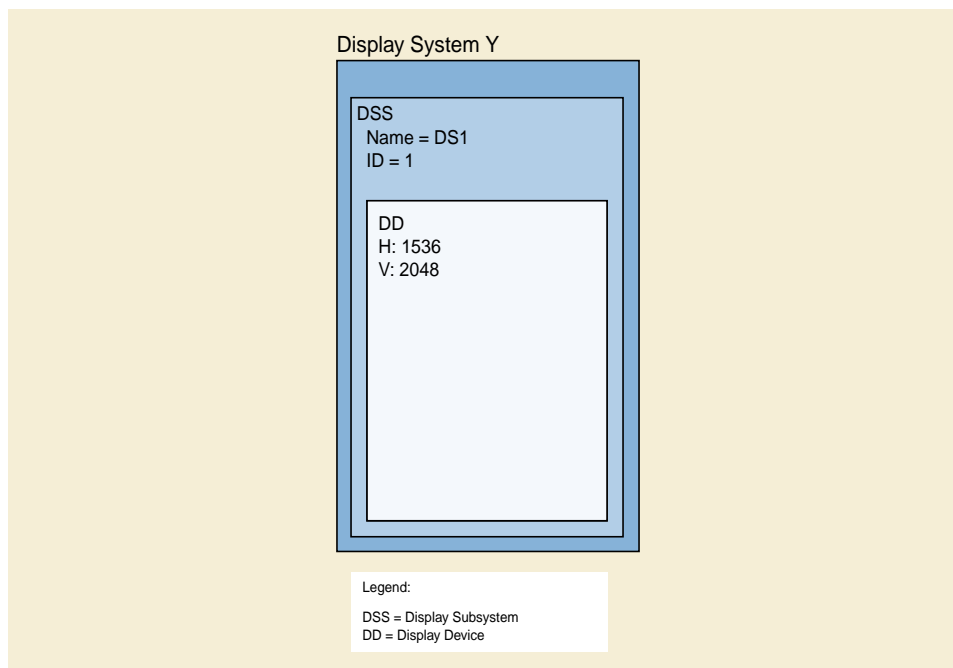 Display System Y
DSS
Name = DS1
ID = 1
DD
H: 1536
V: 2048
Legend:
DSS = Display Subsystem
DD = Display Device